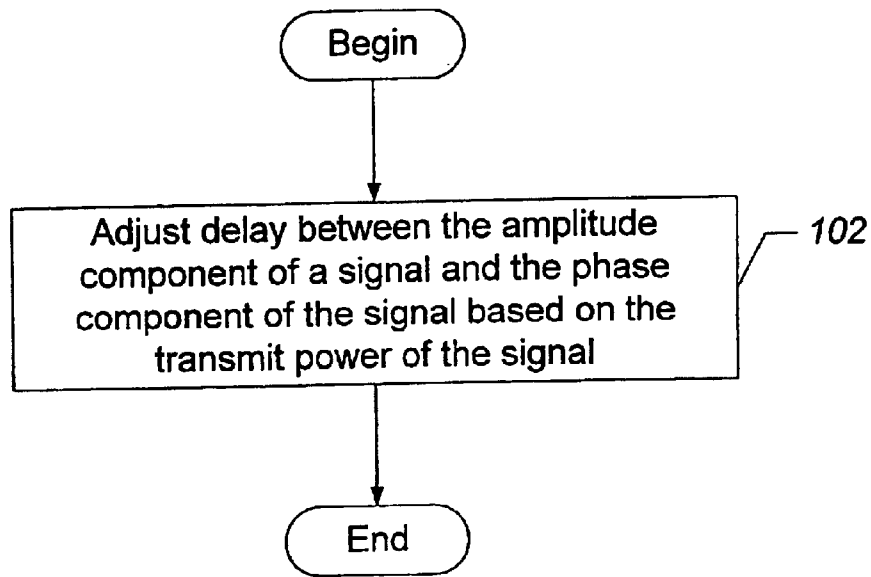 Begin
Adjust delay between the amplitude
component of a signal and the phase
component of the signal based on the
transmit power of the signal
102
End